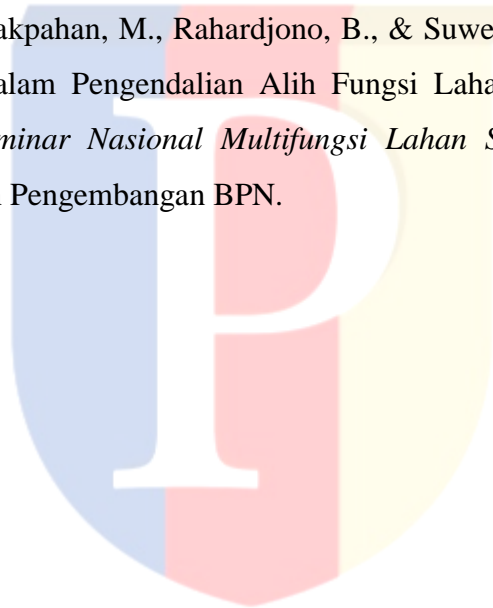 akpahan, M., Rahardjono, B., & Suwe
alam Pengendalian Alih Fungsi Laha
minar Nasional Multifungsi Lahan S
Pengembangan BPN.
P